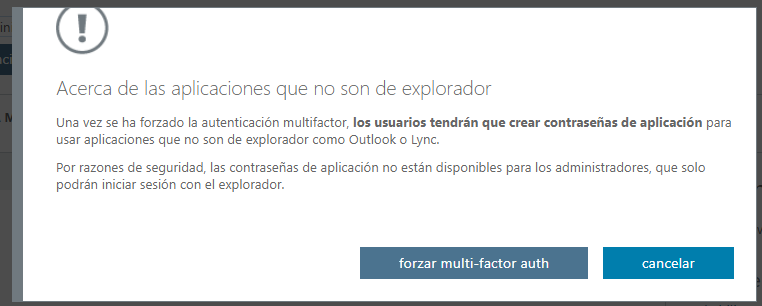 Acerca de las aplicaciones que no son de explorador
Una vez se ha forzado la autenticación multifactor, los usuarios tendrán que crear contraseñas de aplicación para
usar aplicaciones que no son de explorador como Outlook o Lync.
Por razones de seguridad, las contraseñas de aplicación no están disponibles para los administradores, que solo
podrán iniciar sesión con el explorador.
forzar multi-factor auth
cancelar